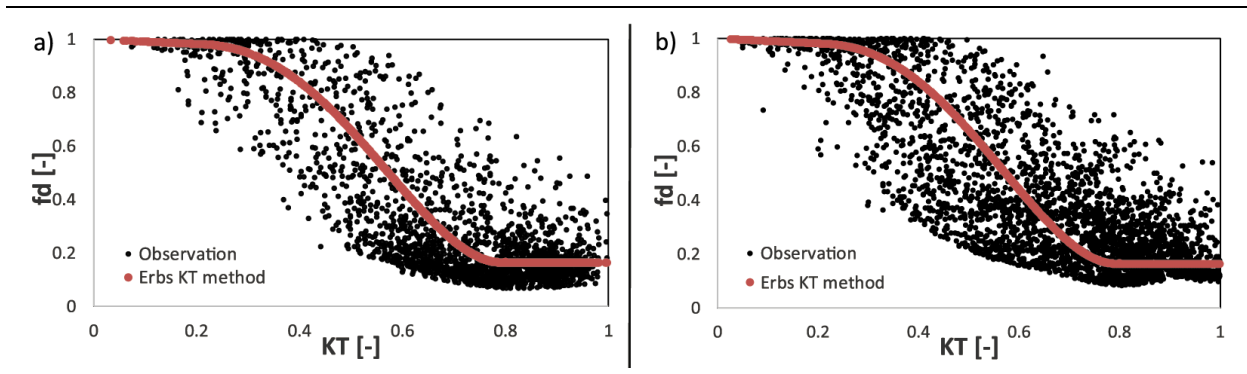 a)
1
0.8
0.6
0.4
0.2
0
fd [-]
Observation
Erbs KT method
0 0.2 0.4 0.6 0.8 1
KT [-]
b)
1
0.8
0.6
0.4
0.2
0
fd [-]
Observation
Erbs KT method
0 0.2 0.4 0.6 0.8 1
KT [-]